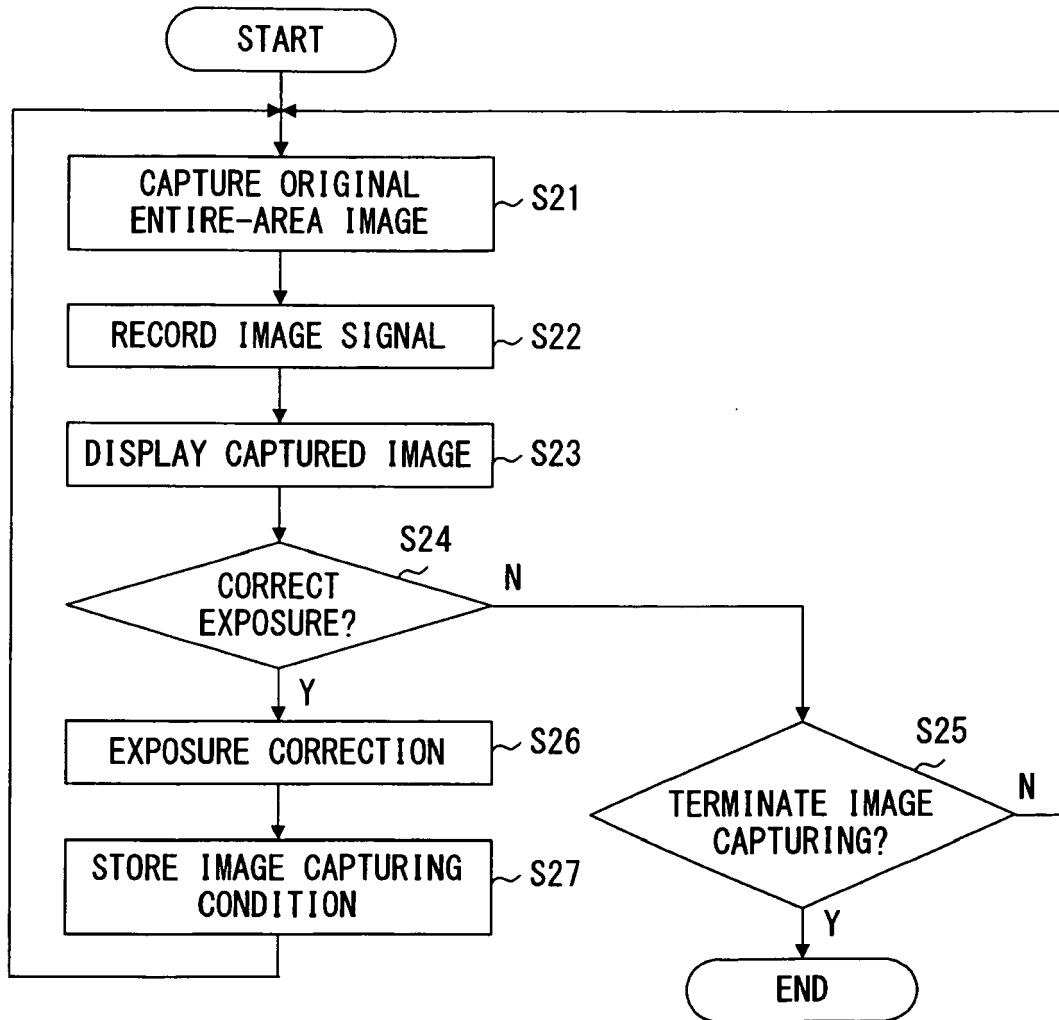 START
CAPTURE ORIGINAL
ENTIRE-AREA IMAGE
S21
RECORD IMAGE SIGNAL
S22
DISPLAY CAPTURED IMAGE
S23
S24
CORRECT
EXPOSURE?
N
Y
EXPOSURE CORRECTION
S26
S25
TERMINATE IMAGE
CAPTURING?
N
STORE IMAGE CAPTURING
CONDITION
S27
Y
END